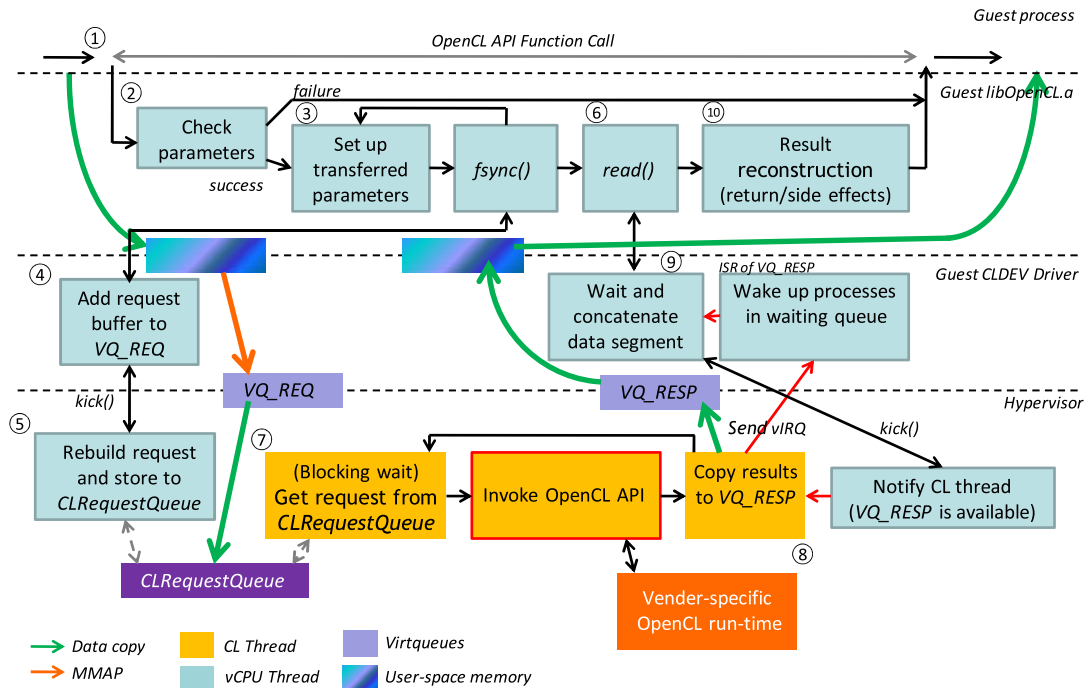 Guest process
①
OpenCL API Function Call
Guest libOpenCL.a
②
failure
Check
parameters
success
③
Set up
transferred
parameters
fsync()
⑥
read()
⑩
Result
reconstruction
(return/side effects)
Guest CLDEV Driver
④
Add request
buffer to
VQ_REQ
⑨
Wait and
concatenate
data segment
ISR of VQ_RESP
Wake up processes
in waiting queue
kick()
VQ_REQ
VQ_RESP
Hypervisor
⑤
Rebuild request
and store to
CLRequestQueue
⑦
(Blocking wait)
Get request from
CLRequestQueue
Invoke OpenCL API
Send vIRQ
kick()
Copy results
to VQ_RESP
⑧
Notify CL thread
(VQ_RESP is available)
CLRequestQueue
Vender-specific
OpenCL run-time
Data copy
MMAP
CL Thread
vCPU Thread
Virtqueues
User-space memory